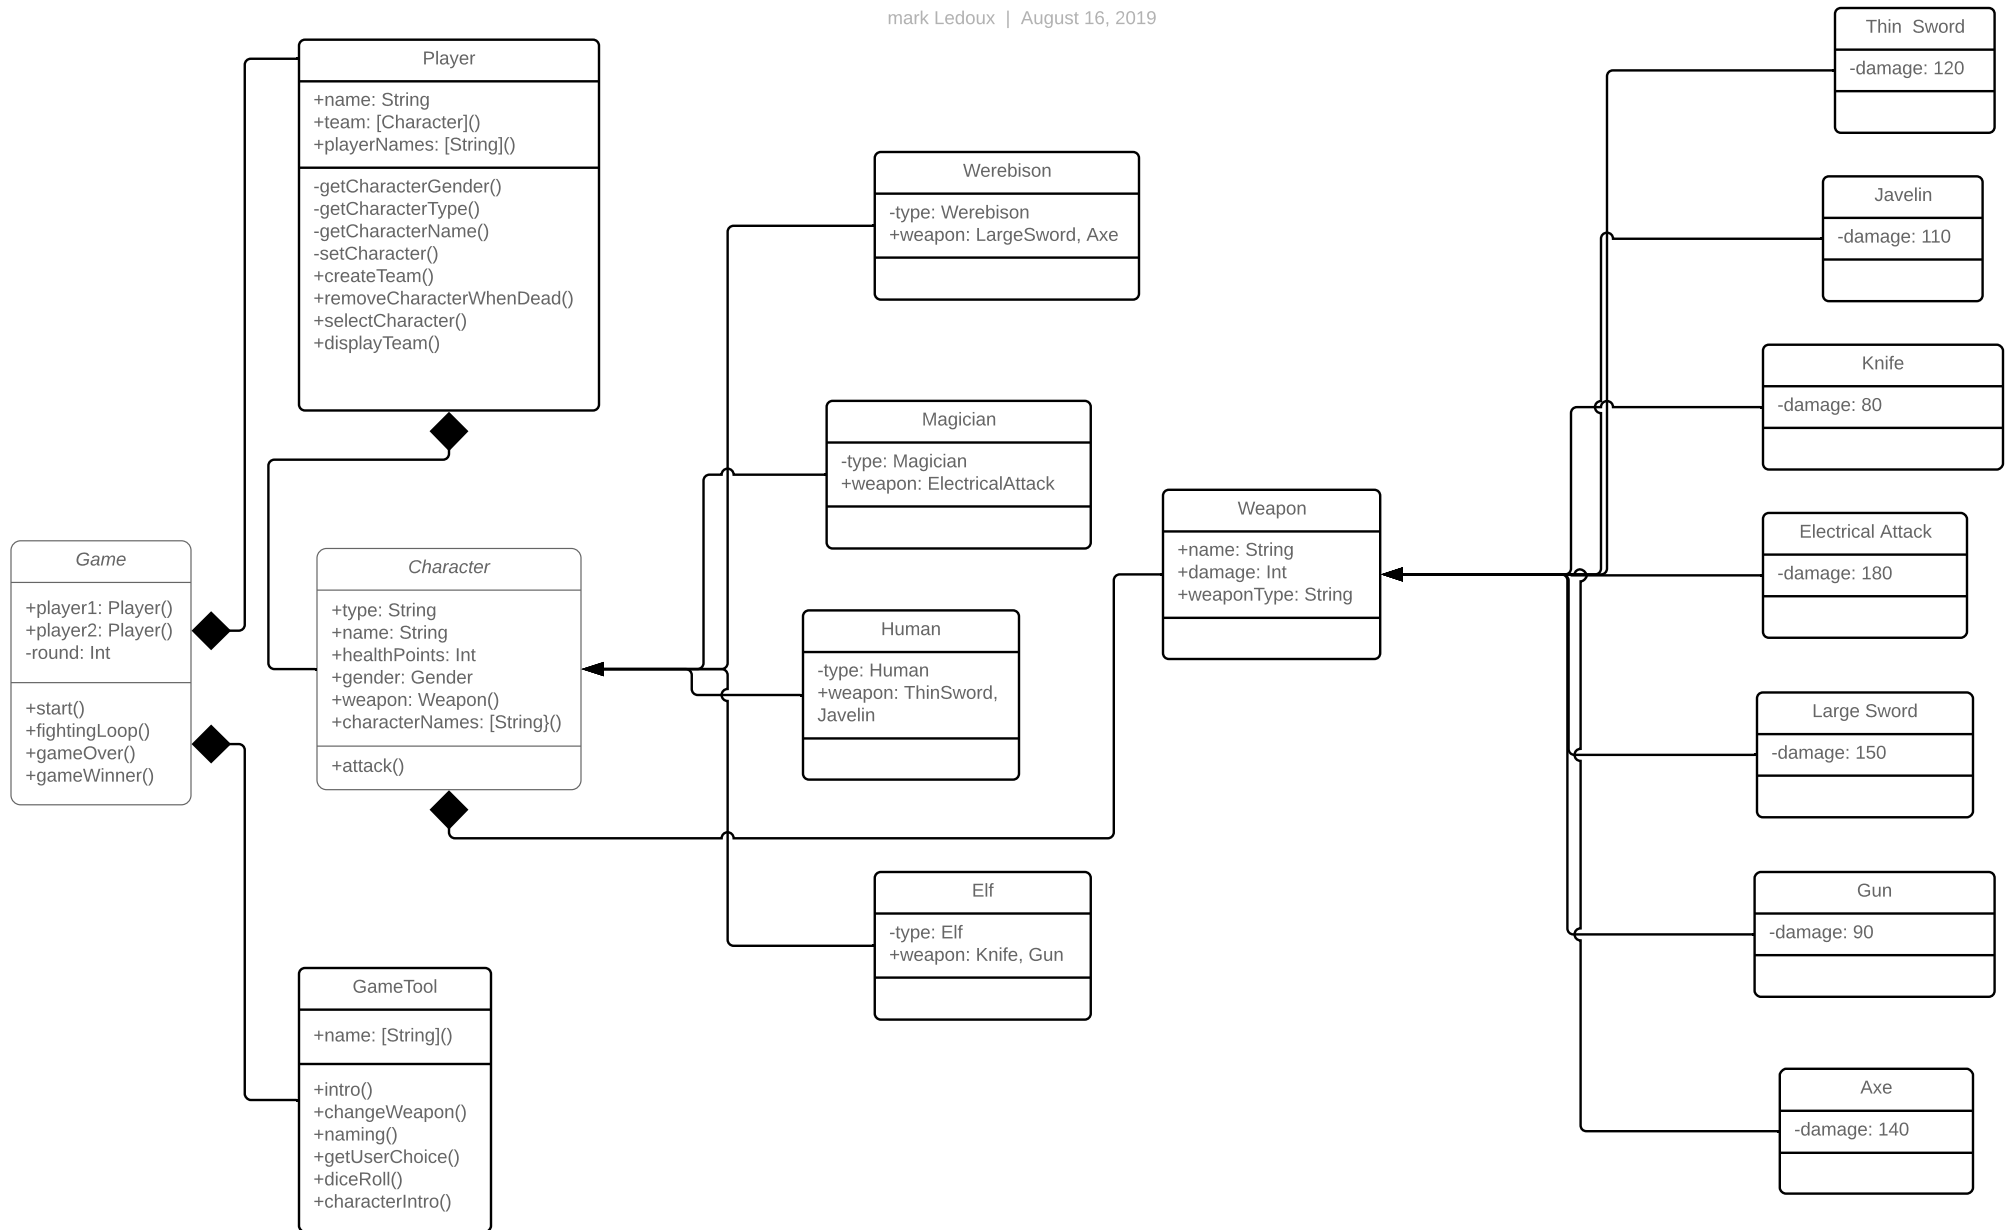 mark Ledoux | August 16, 2019
Player
+name: String
+team: [Character]()
+playerNames: [String]()
-getCharacterGender()
-getCharacterType()
-getCharacterName()
-setCharacter()
+createTeam()
+removeCharacterWhenDead()
+selectCharacter()
+displayTeam()
Game
+player1: Player()
+player2: Player()
-round: Int
+start()
+fightingLoop()
+gameOver()
+gameWinner()
Character
+type: String
+name: String
+healthPoints: Int
+gender: Gender
+weapon: Weapon()
+characterNames: [String}()
+attack()
GameTool
+name: [String]()
+intro()
+changeWeapon()
+naming()
+getUserChoice()
+diceRoll()
+characterIntro()
Werebison
-type: Werebison
+weapon: LargeSword, Axe
Magician
-type: Magician
+weapon: ElectricalAttack
Human
-type: Human
+weapon: ThinSword,
Javelin
Elf
-type: Elf
+weapon: Knife, Gun
Weapon
+name: String
+damage: Int
+weaponType: String
Thin  Sword
-damage: 120
Javelin
-damage: 110
Knife
-damage: 80
Electrical Attack
-damage: 180
Large Sword
-damage: 150
Gun
-damage: 90
Axe
-damage: 140